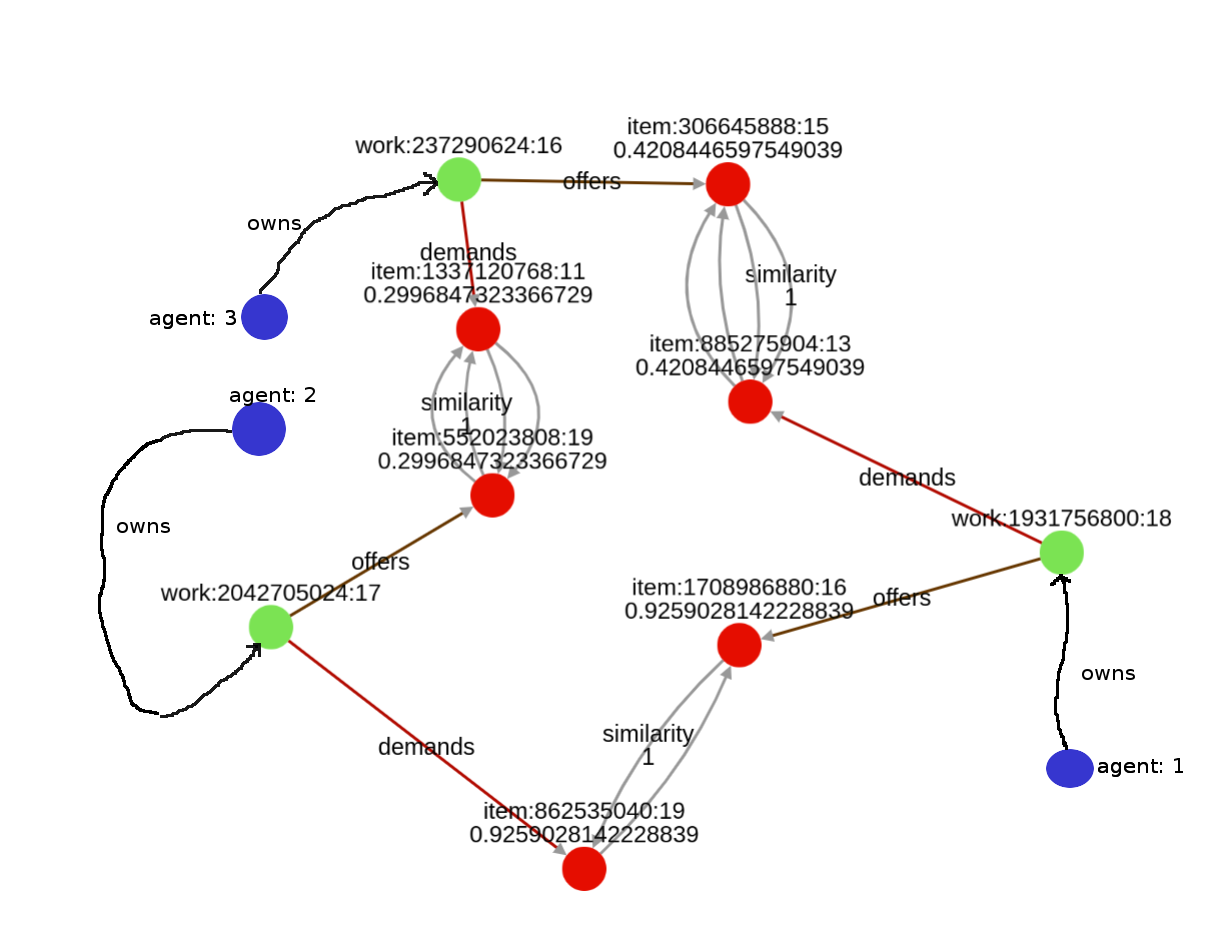 item:306645888:15
0.4208446597549039
work:237290624:16
offers
owns
demands
item:1337120768:11
0.2996847323366729
similarity
1
agent: 3
item:885275904:13
0.4208446597549039
agent: 2
similarity
1
item:552023808:19
0.2996847323366729
demands
owns
work:1931756800:18
offers
work:2042705024:17
item:1708986880:16
0.9259028142228839
offers
owns
similarity
1
demands
agent: 1
item:862535040:19
0.9259028142228839